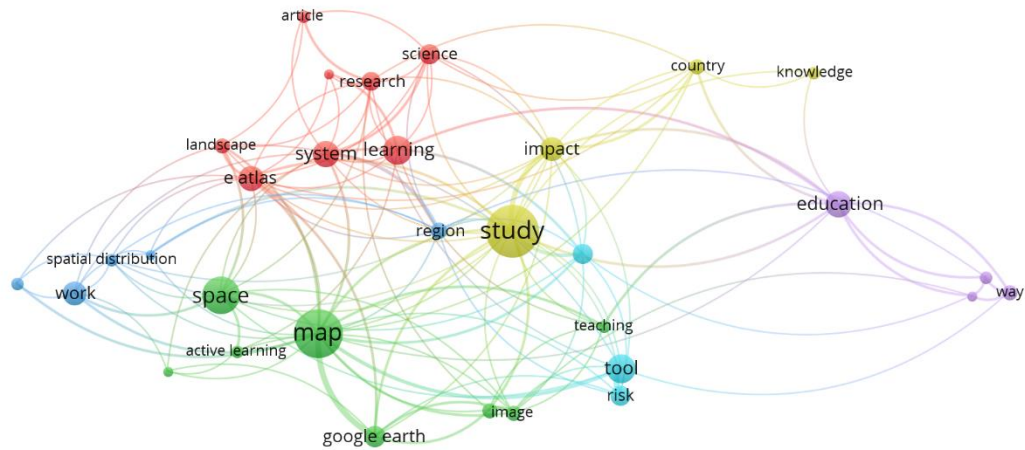 article
science
country
knowledge
research
landscape
system
learning
impact
e atlas
education
region
study
spatial distribution
work
space
way
map
teaching
active learning
tool
risk
image
google earth